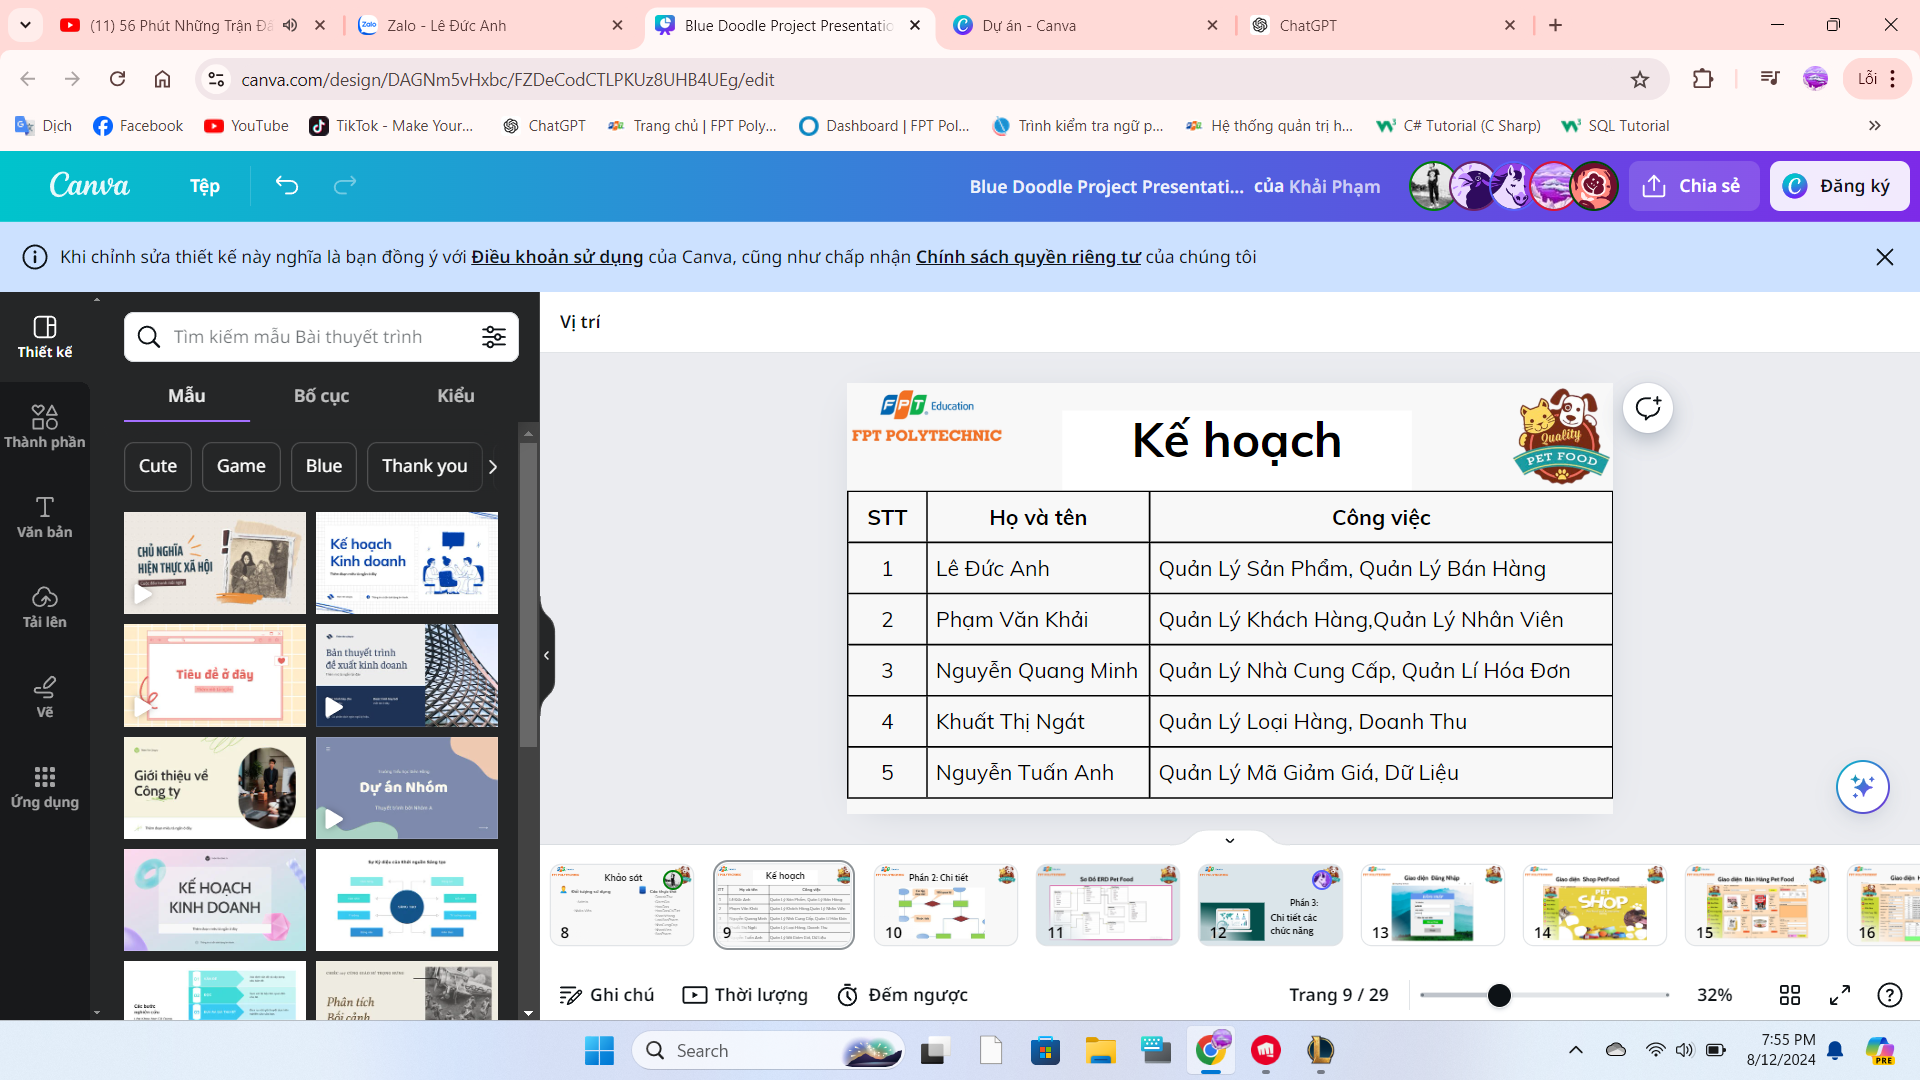 (11) 56 Phút Những Trận Đấ
Zalo - Lê Đức Anh
Blue Doodle Project Presentatio
Dự án - Canva
ChatGPT
canva.com/design/DAGNm5vHxbc/FZDeCodCTLPKUz8UHB4UEg/edit
Lỗi
Dịch
Facebook
YouTube
TikTok - Make Your...
ChatGPT
Trang chủ | FPT Poly...
Dashboard | FPT Pol...
Trình kiểm tra ngữ p...
Hệ thống quản trị h...
C# Tutorial (C Sharp)
SQL Tutorial
Canva
Tệp
Blue Doodle Project Presentati... của Khải Phạm
Chia sẻ
Đăng ký
Khi chỉnh sửa thiết kế này nghĩa là bạn đồng ý với Điều khoản sử dụng của Canva, cũng như chấp nhận Chính sách quyền riêng tư của chúng tôi
Thiết kế
Thành phần
Văn bản
Tải lên
Vẽ
Ứng dụng
Tìm kiếm mẫu Bài thuyết trình
Mẫu
Bố cục
Kiểu
Cute
Game
Blue
Thank you
CHỦ NGHĨA
HIỆN THỰC XÃ HỘI
Kế hoạch
Kinh doanh
Tiêu đề ở đây
Bản thuyết trình
đề xuất kinh doanh
Giới thiệu về
Công ty
Dự án Nhóm
KẾ HOẠCH
KINH DOANH
Phân tích
Bối cảnh
Vị trí
FPT Education
FPT POLYTECHNIC
Kế hoạch
Quality
PET FOOD
STT
Họ và tên
Công việc
1
Lê Đức Anh
Quản Lý Sản Phẩm, Quản Lý Bán Hàng
2
Phạm Văn Khải
Quản Lý Khách Hàng,Quản Lý Nhân Viên
3
Nguyễn Quang Minh
Quản Lý Nhà Cung Cấp, Quản Lí Hóa Đơn
4
Khuất Thị Ngát
Quản Lý Loại Hàng, Doanh Thu
5
Nguyễn Tuấn Anh
Quản Lý Mã Giảm Giá, Dữ Liệu
Khảo sát
8
Kế hoạch
9
Phần 2: Chi tiết
10
Sơ Đồ ERD Pet Food
11
Phần 3:
Chi tiết các
chức năng
12
Giao diện Đăng Nhập
13
Giao diện ShopPetFood
PET
SHOP
14
Giao diện Bán Hàng Pet Food
15
16
Ghi chú
Thời lượng
Đếm ngược
Trang 9 / 29
32%
Search
7:55 PM
8/12/2024
PRE